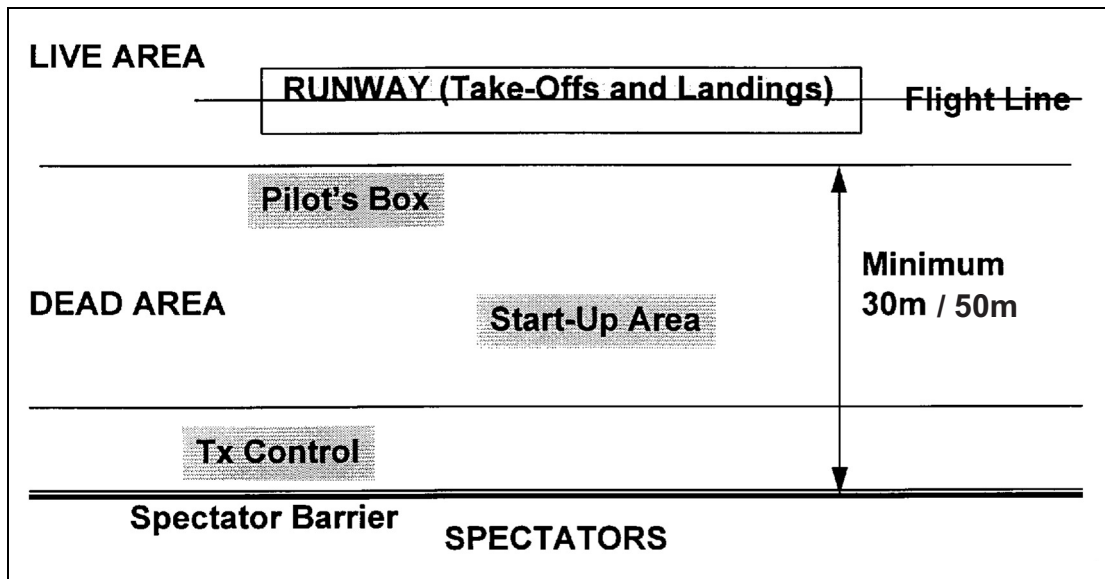 LIVE AREA
RUNWAY (Take-Offs and Landings)
Flight Line
Pilot's Box
Minimum
30m / 50m
DEAD AREA
Start-Up Area
Tx Control
Spectator Barrier
SPECTATORS